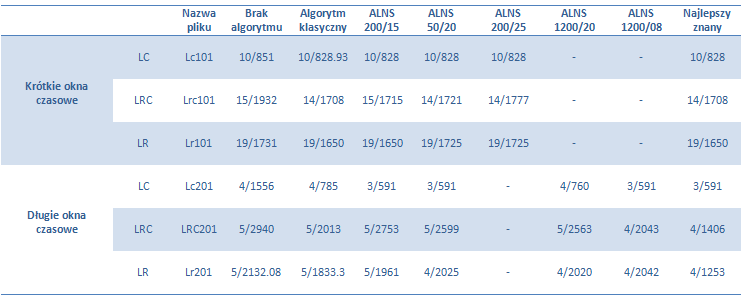 Nazwa pliku Brak algorytmu Algorytm klasyczny ALNS 200/15 ALNS 50/20 ALNS 200/25 ALNS 1200/20 ALNS 1200/08 Najlepszy znany
Krótkie okna czasowe
LC Lc101 10/851 10/828.93 10/828 10/828 10/828 - - 10/828
LRC Lrc101 15/1932 14/1708 15/1715 14/1721 14/1777 - - 14/1708
LR Lr101 19/1731 19/1650 19/1650 19/1725 19/1725 - - 19/1650
Długie okna czasowe
LC Lc201 4/1556 4/785 3/591 3/591 - 4/760 3/591 3/591
LRC LRC201 5/2940 5/2013 5/2753 5/2599 - 5/2563 4/2043 4/1406
LR Lr201 5/2132.08 5/1833.3 5/1961 4/2025 - 4/2020 4/2042 4/1253